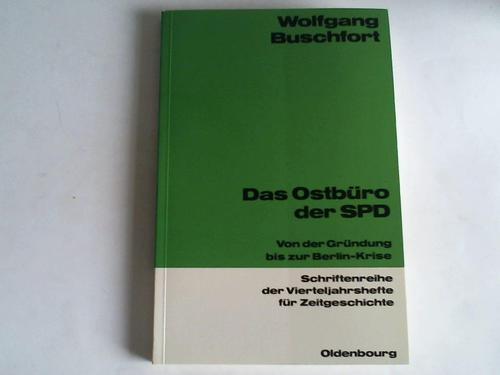 Wolfgang
Buschfort
Das Ostbüro
der SPD
Von der Gründung
bis zur Berlin-Krise
Schriftenreihe
der Vierteljahrshefte
für Zeitgeschichte
Oldenbourg